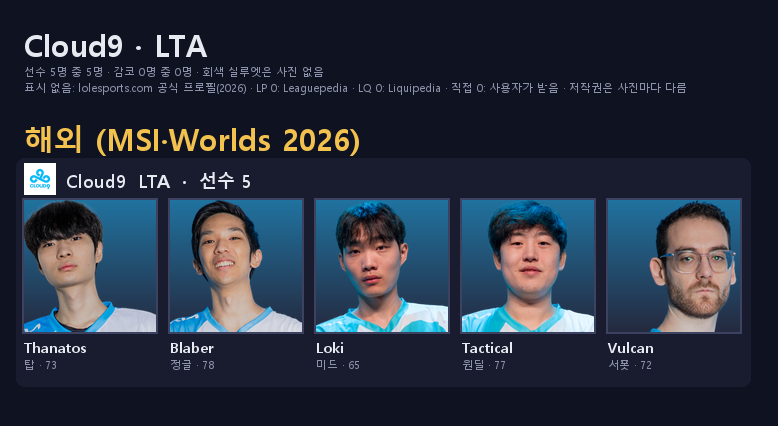 Cloud9 · LTA
선수 5명 중 5명 · 감코 0명 중 0명 · 회색 실루엣은 사진 없음
표시 없음: lolesports.com 공식 프로필(2026) · LP 0: Leaguepedia · LQ 0: Liquipedia · 직접 0: 사용자가 받음 · 저작권은 사진마다 다름
해외 (MSI·Worlds 2026)
CLOUD9
Cloud9 LTA · 선수 5
Thanatos
탑 · 73
Blaber
정글 · 78
Loki
미드 · 65
Tactical
원딜 · 77
Vulcan
서폿 · 72